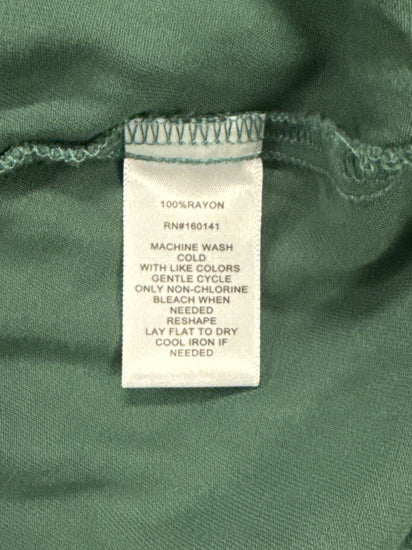 100%RAYON
RN#160141
MACHINE WASH
COLD
WITH LIKE COLORS
GENTLE CYCLE
ONLY NON-CHLORINE
BLEACH WHEN
NEEDED
RESHAPE
LAY FLAT TO DRY
COOL IRON IF
NEEDED